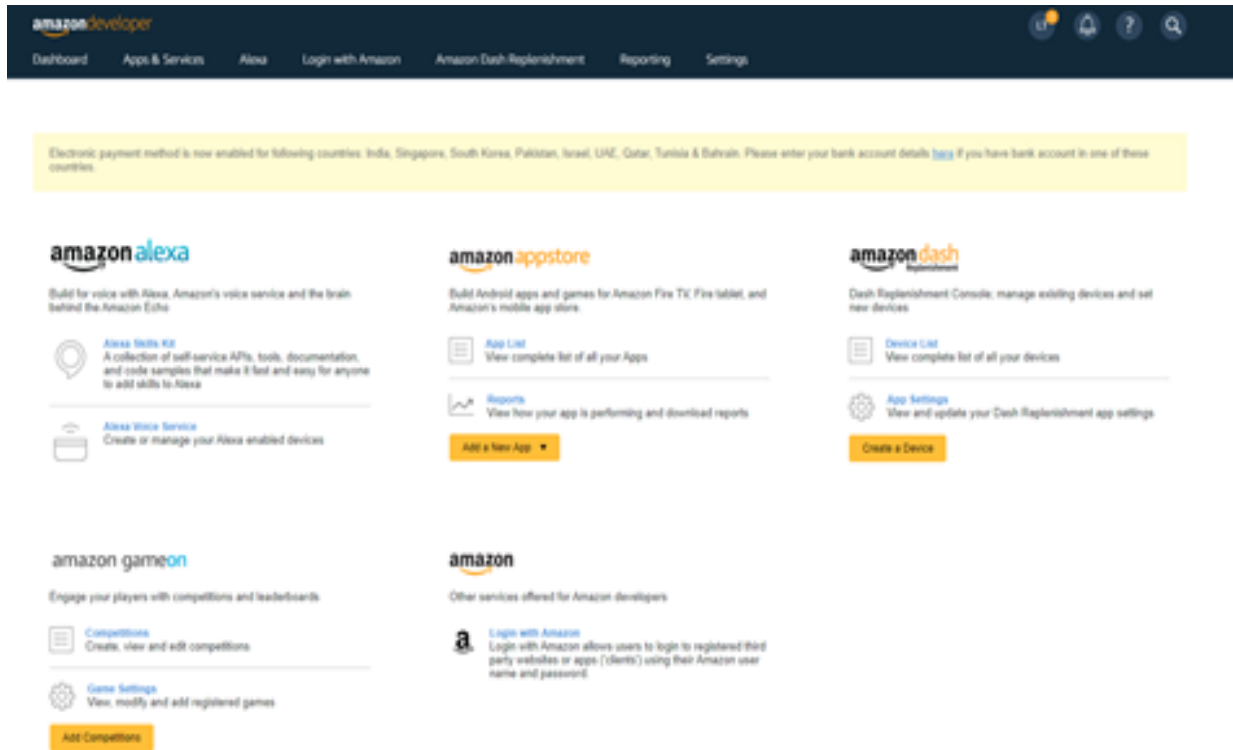 amazondeveloper
LT
?
Dashboard Apps & Services Alexa Login with Amazon Amazon Dash Replenishment Reporting Settings
Electronic payment method is now enabled for following countries: India, Singapore, South Korea, Pakistan, Israel, UAE, Qatar, Tunisia & Bahrain. Please enter your bank account details here if you have bank account in one of these
countries.
amazon alexa
Build for voice with Alexa, Amazon's voice service and the brain
behind the Amazon Echo
Alexa Skills Kit
A collection of self-service APIs, tools, documentation,
and code samples that make it fast and easy for anyone
to add skills to Alexa
Alexa Voice Service
Create or manage your Alexa enabled devices
amazon appstore
Build Android apps and games for Amazon Fire TV, Fire tablet, and
Amazon's mobile app store.
App List
View complete list of all your Apps
Reports
View how your app is performing and download reports
Add a New App
amazon dash
Replenishment
Dash Replenishment Console, manage existing devices and set
new devices
Device List
View complete list of all your devices
App Settings
View and update your Dash Replenishment app settings
Create a Device
amazon gameon
Engage your players with competitions and leaderboards
Competitions
Create, view and edit competitions
Game Settings
View, modify and add registered games
Add Competitions
amazon
Other services offered for Amazon developers
a
Login with Amazon
Login with Amazon allows users to login to registered third
party websites or apps ('clients') using their Amazon user
name and password.